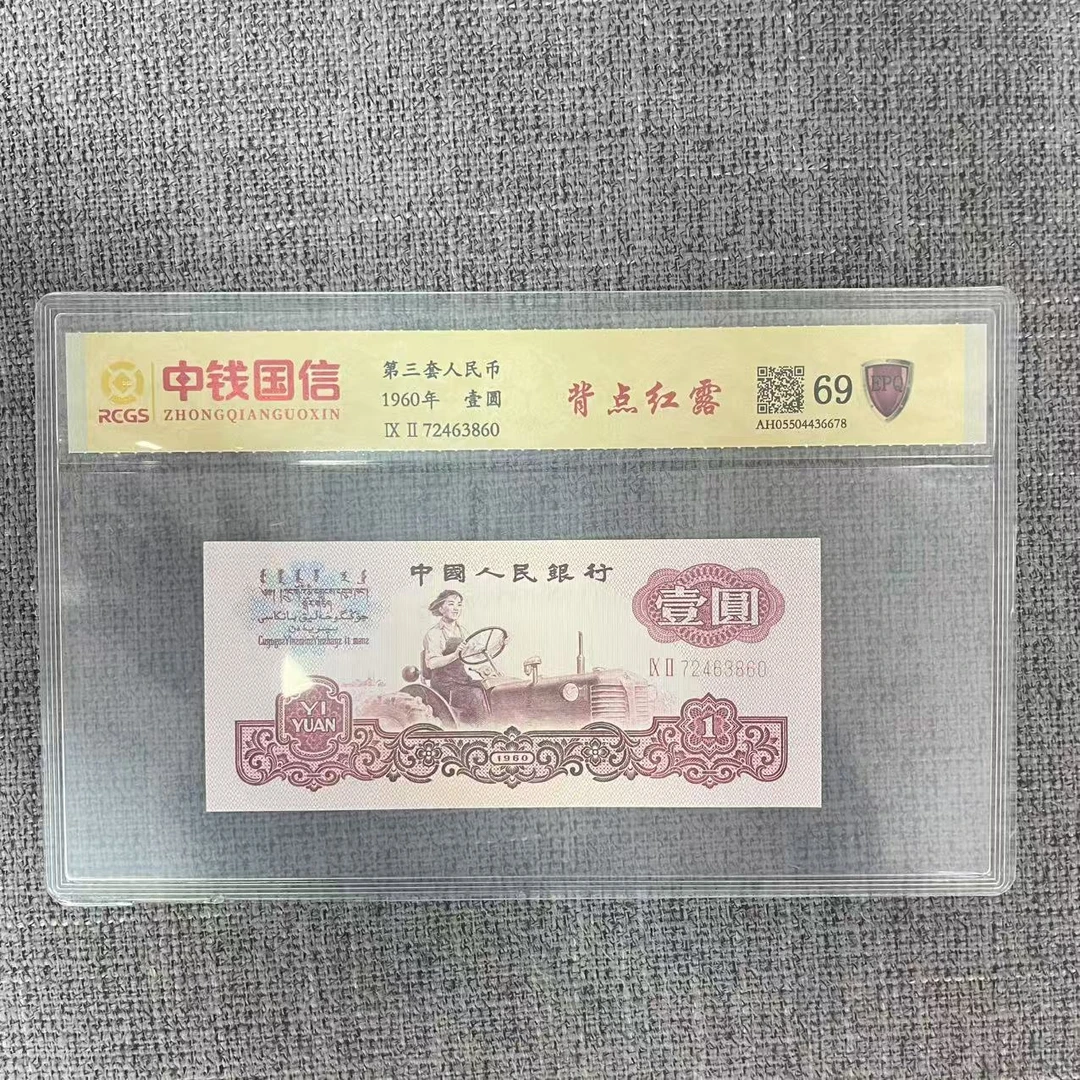 中钱国信
RCGS
ZHONGQIANGUOXIN
第三套人民币
1960年 壹圆
IX II 72463860
背点红露
69
EPQ
AH05504436678
中國人民銀行
壹圓
IX II 72463860
YI
YUAN
1
1960